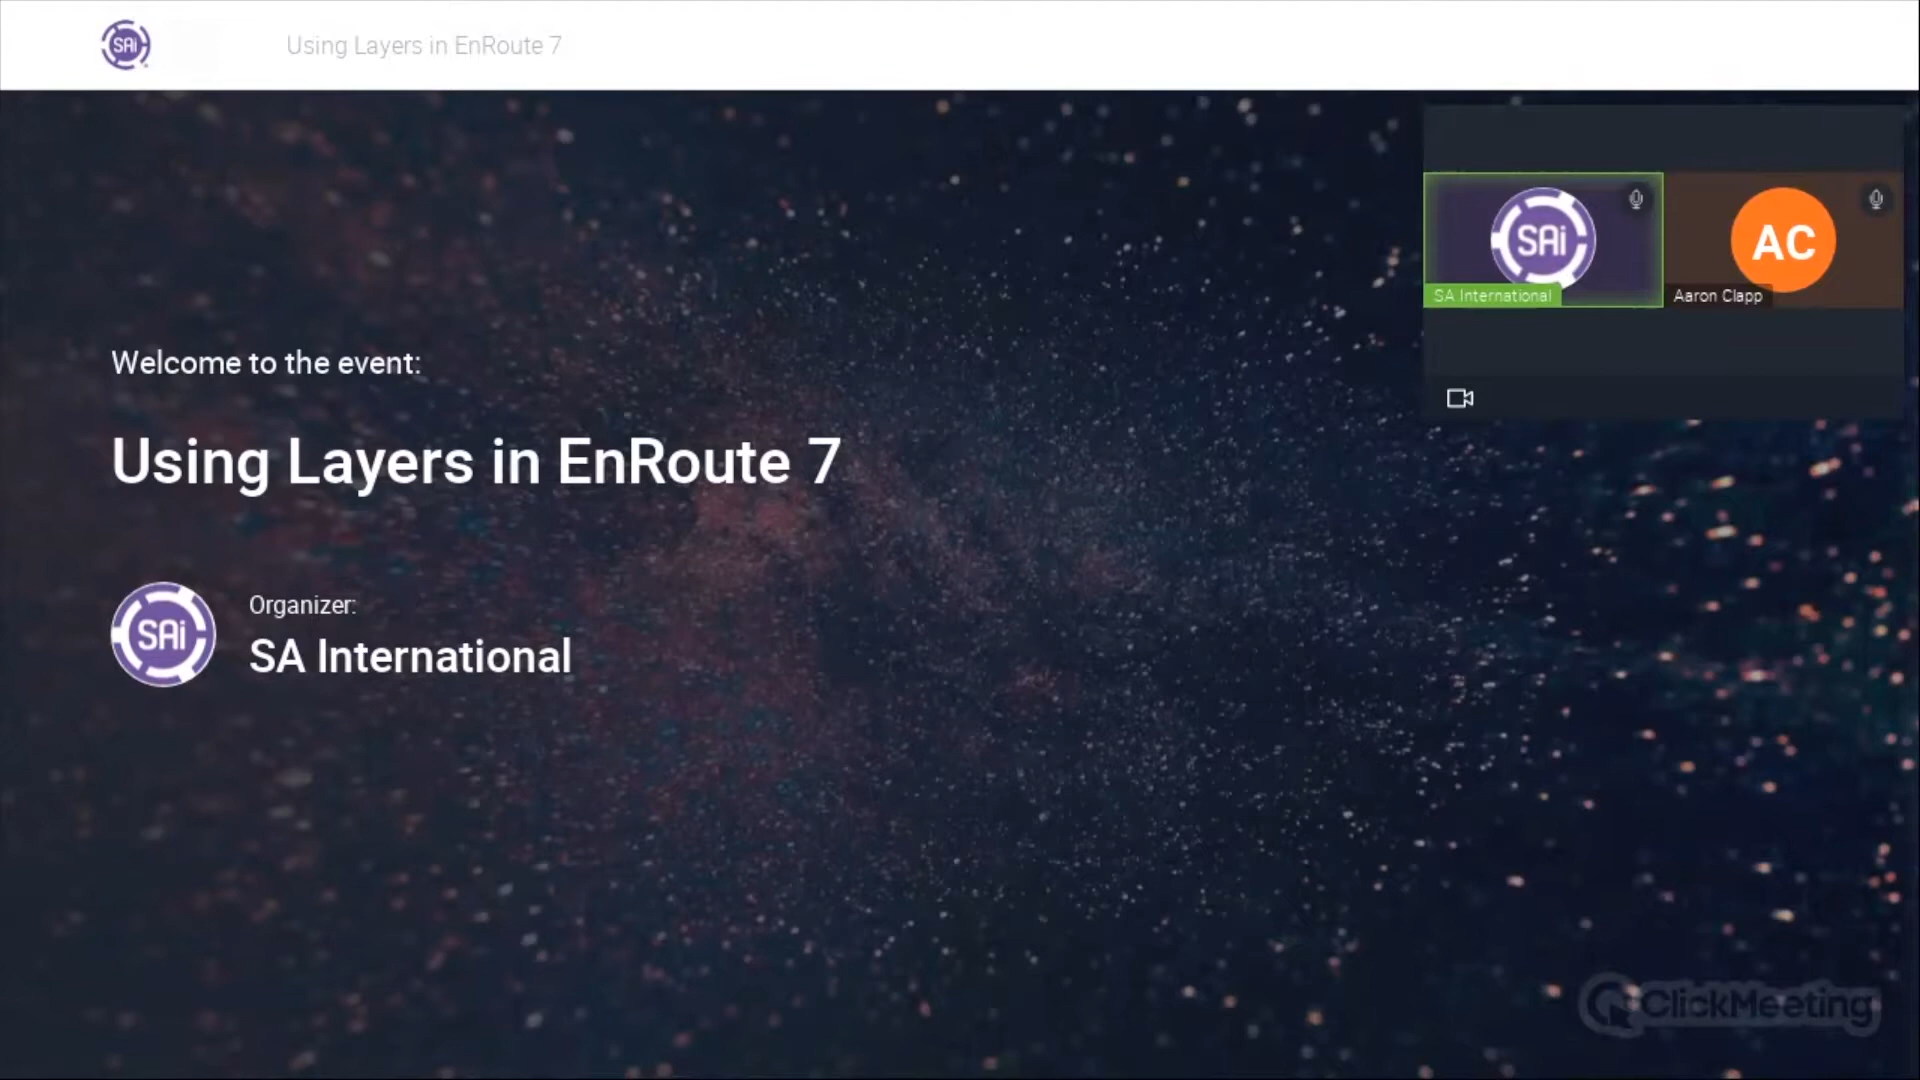 SAi
Using Layers in EnRoute 7
SAi
AC
SA International
Aaron Clapp
Welcome to the event:
Using Layers in EnRoute 7
SAi
Organizer:
SA International
ClickMeeting